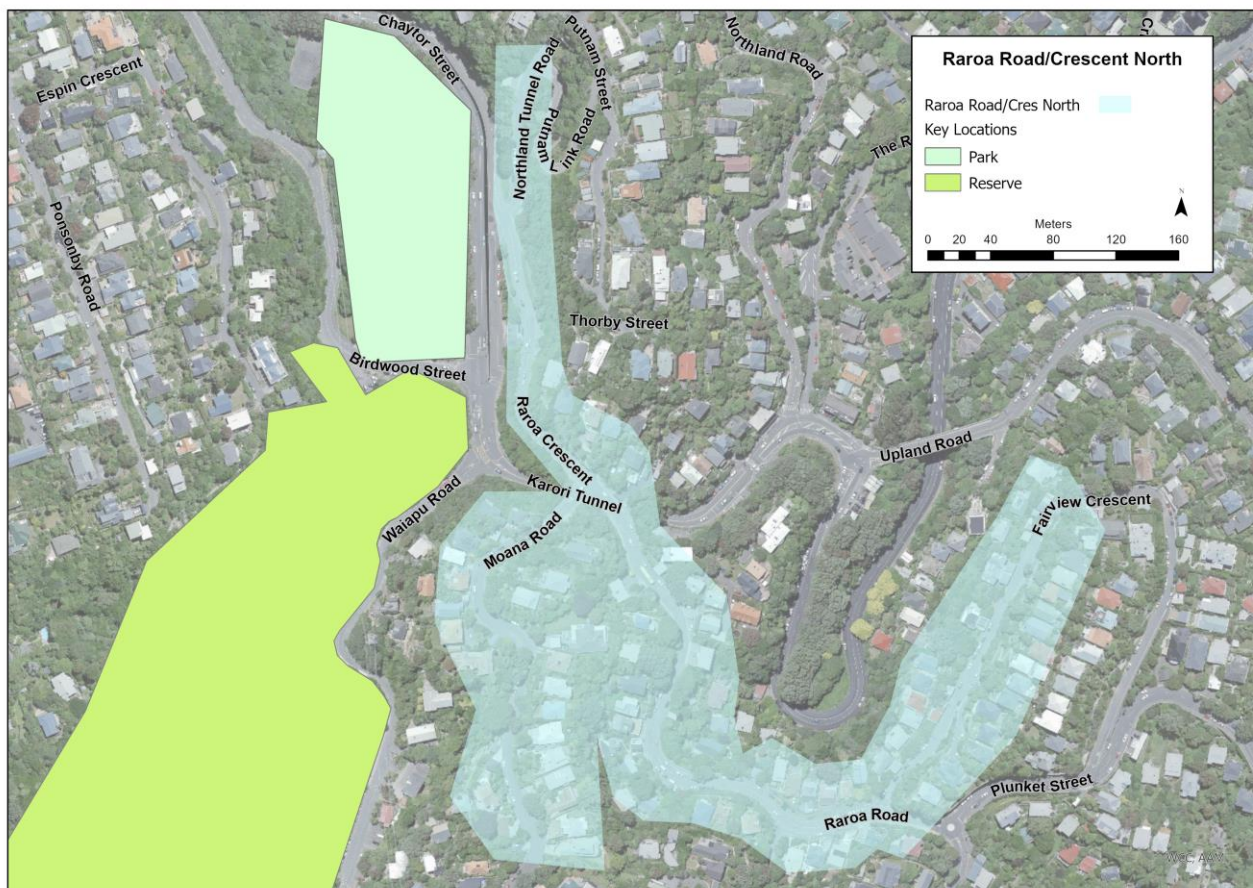 Chaytor Street
Espin Crescent
Ponsonby Road
Birdwood Street
Northland Tunnel Road
Putnam Street
Putnam Link Road
Northland Road
The R
Cr
Thorby Street
Raroa Crescent
Karori Tunnel
Waiapu Road
Moana Road
Upland Road
Fairview Crescent
Plunket Street
Raroa Road
Raroa Road/Crescent North
Raroa Road/Cres North
Key Locations
Park
Reserve
N
Meters
0 20 40 80 120 160